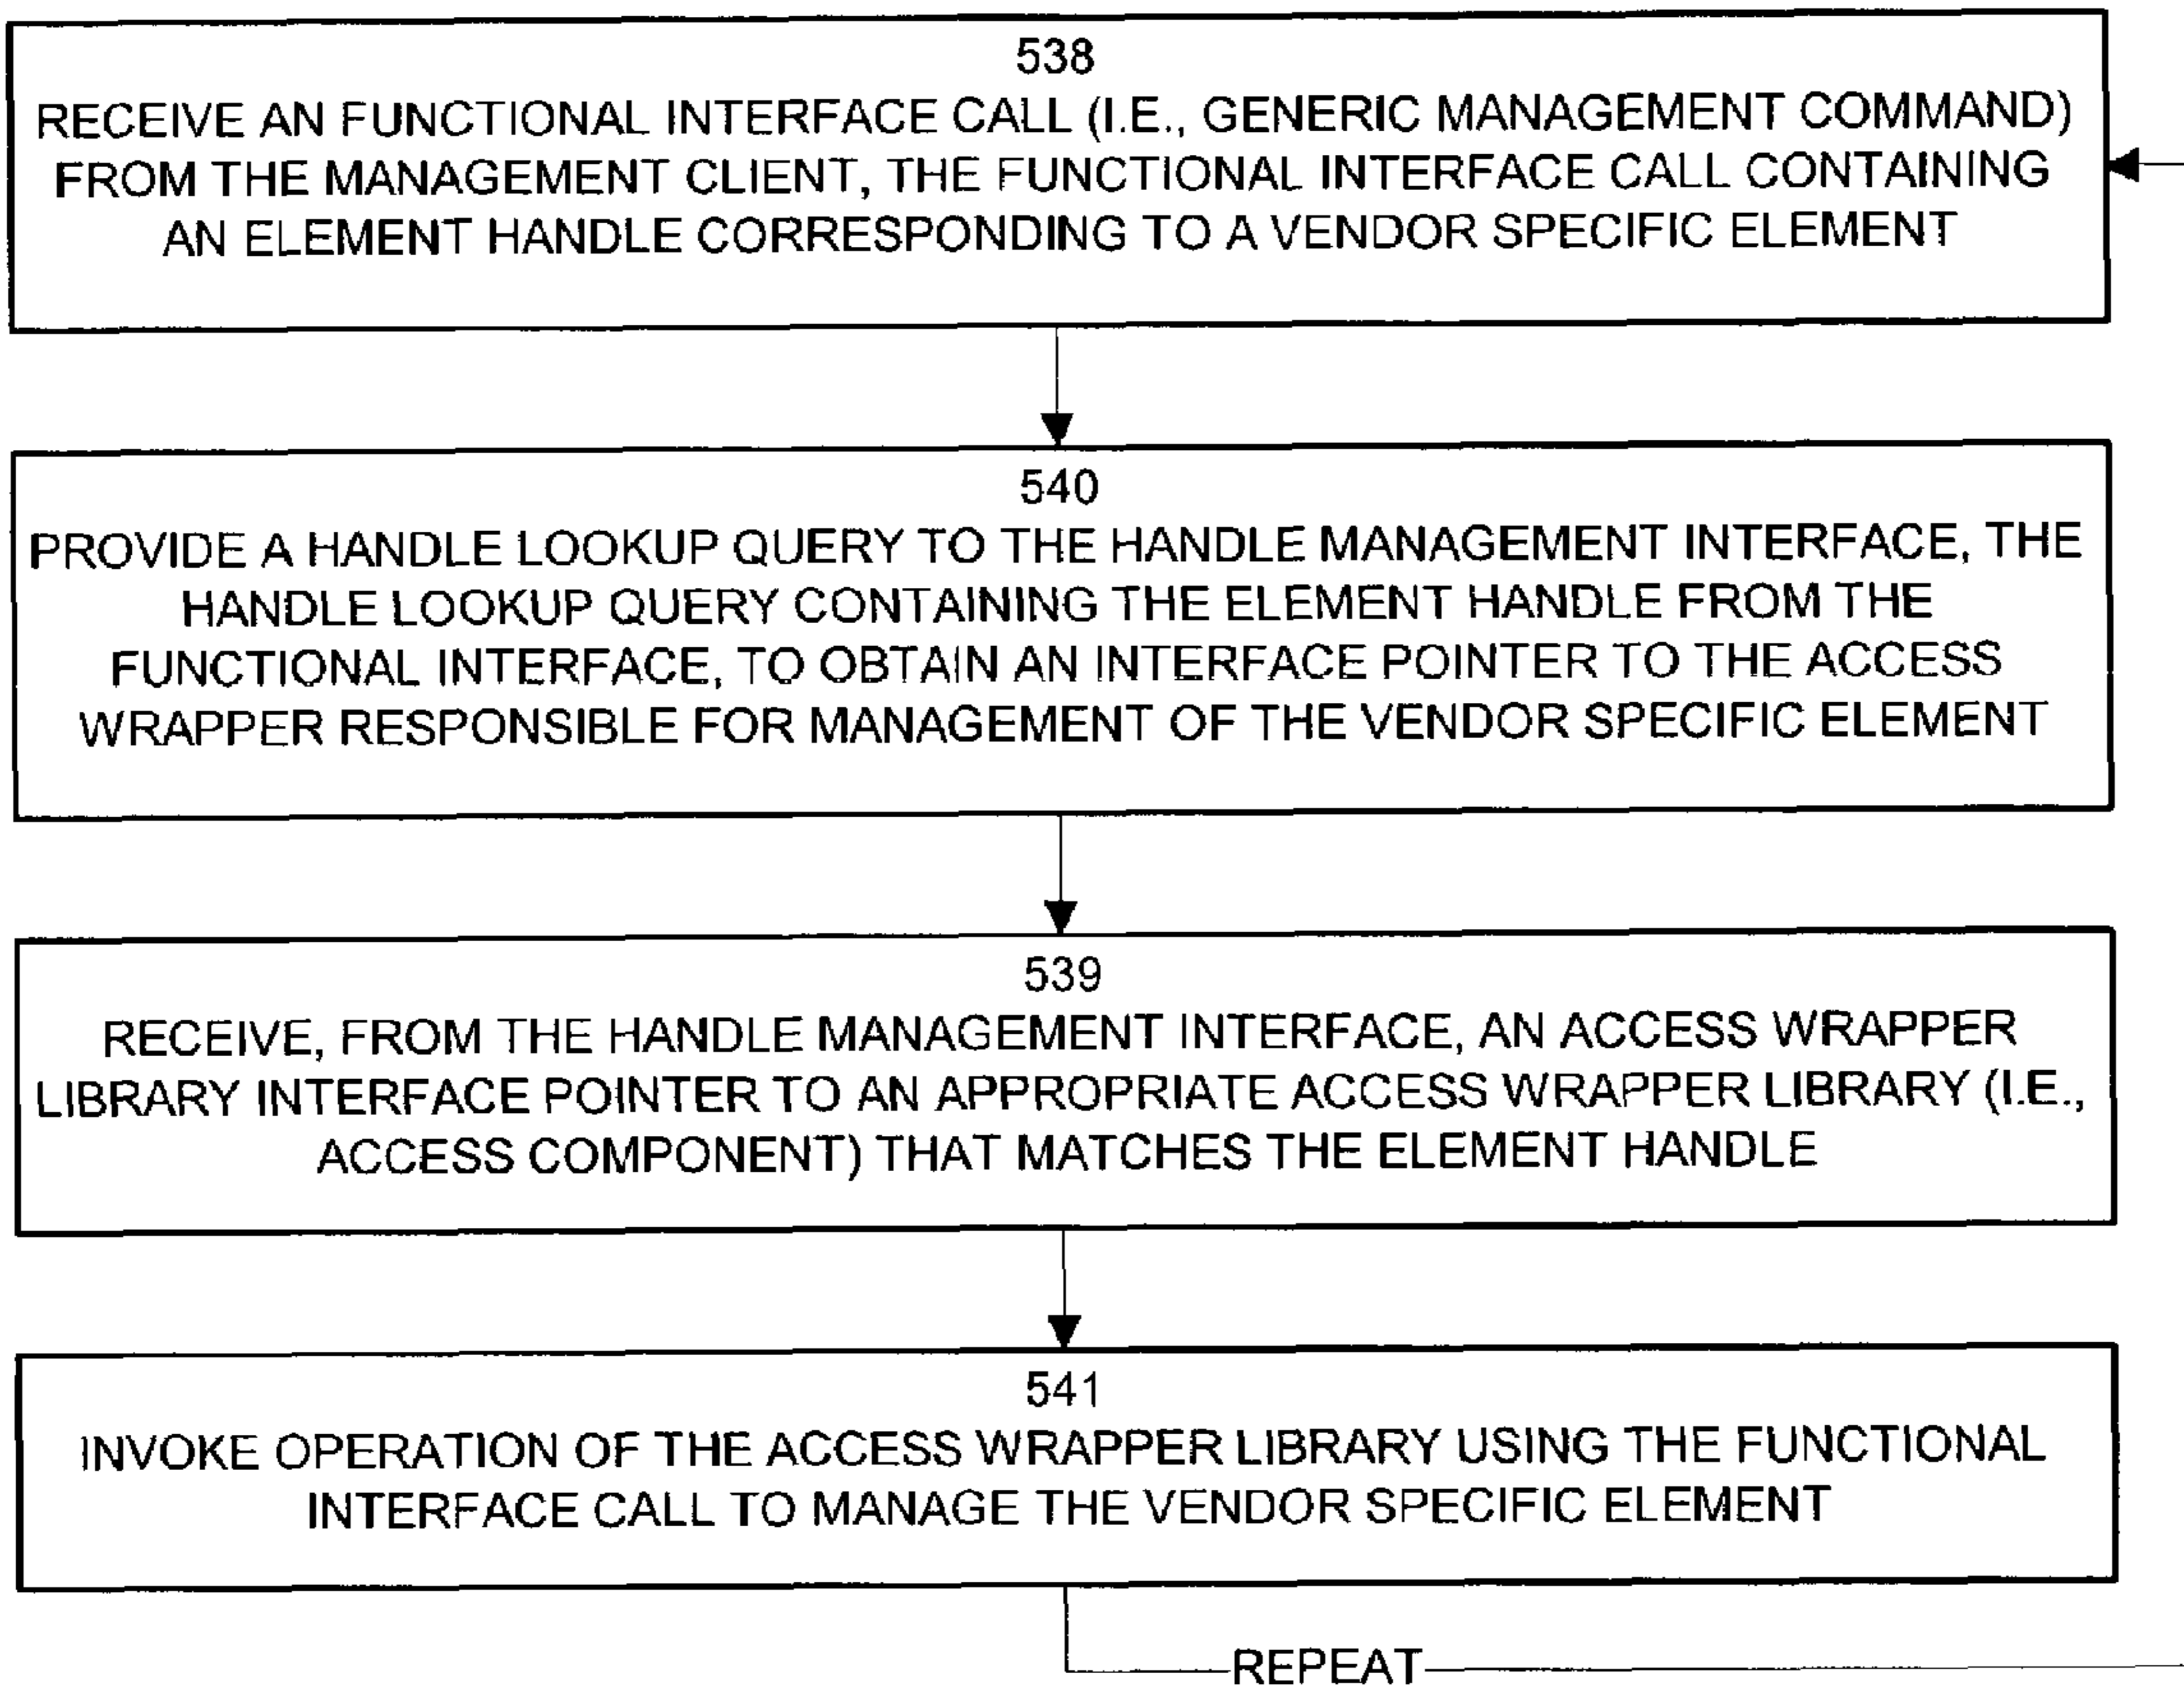 538
RECEIVE AN FUNCTIONAL INTERFACE CALL (I.E., GENERIC MANAGEMENT COMMAND)
FROM THE MANAGEMENT CLIENT, THE FUNCTIONAL INTERFACE CALL CONTAINING
AN ELEMENT HANDLE CORRESPONDING TO A VENDOR SPECIFIC ELEMENT
540
PROVIDE A HANDLE LOOKUP QUERY TO THE HANDLE MANAGEMENT INTERFACE, THE
HANDLE LOOKUP QUERY CONTAINING THE ELEMENT HANDLE FROM THE
FUNCTIONAL INTERFACE, TO OBTAIN AN INTERFACE POINTER TO THE ACCESS
WRAPPER RESPONSIBLE FOR MANAGEMENT OF THE VENDOR SPECIFIC ELEMENT
539
RECEIVE, FROM THE HANDLE MANAGEMENT INTERFACE, AN ACCESS WRAPPER
LIBRARY INTERFACE POINTER TO AN APPROPRIATE ACCESS WRAPPER LIBRARY (I.E.,
ACCESS COMPONENT) THAT MATCHES THE ELEMENT HANDLE
541
INVOKE OPERATION OF THE ACCESS WRAPPER LIBRARY USING THE FUNCTIONAL
INTERFACE CALL TO MANAGE THE VENDOR SPECIFIC ELEMENT
REPEAT